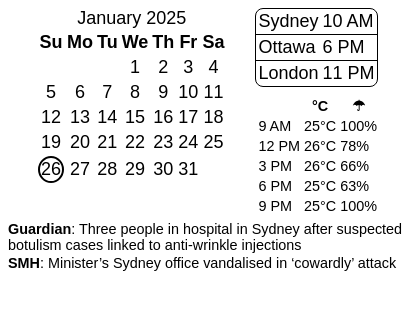 January 2025
Su Mo Tu We Th Fr Sa
1 2 3 4
5 6 7 8 9 10 11
12 13 14 15 16 17 18
19 20 21 22 23 24 25
26 27 28 29 30 31
Sydney 10 AM
Ottawa 6 PM
London 11 PM
°C ☂
9 AM 25°C 100%
12 PM 26°C 78%
3 PM 26°C 66%
6 PM 25°C 63%
9 PM 25°C 100%
Guardian: Three people in hospital in Sydney after suspected
botulism cases linked to anti-wrinkle injections
SMH: Minister’s Sydney office vandalised in ‘cowardly’ attack